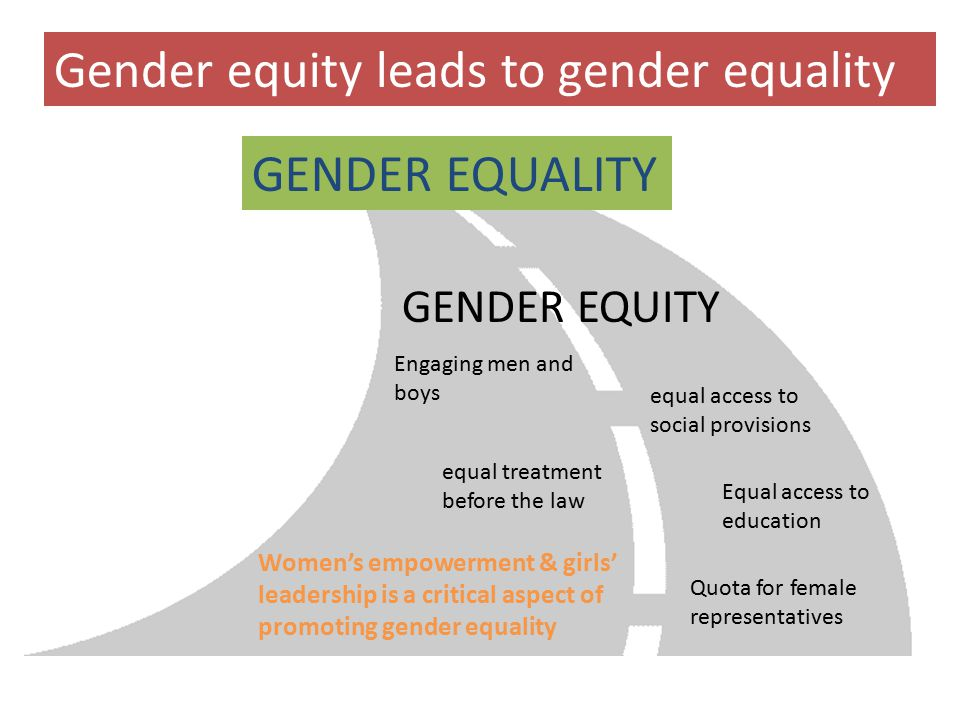 Gender equity leads to gender equality
GENDER EQUALITY
GENDER EQUITY
Engaging men and
boys
equal access to
social provisions
equal treatment
before the law
Equal access to
education
Women’s empowerment & girls’
leadership is a critical aspect of
promoting gender equality
Quota for female
representatives